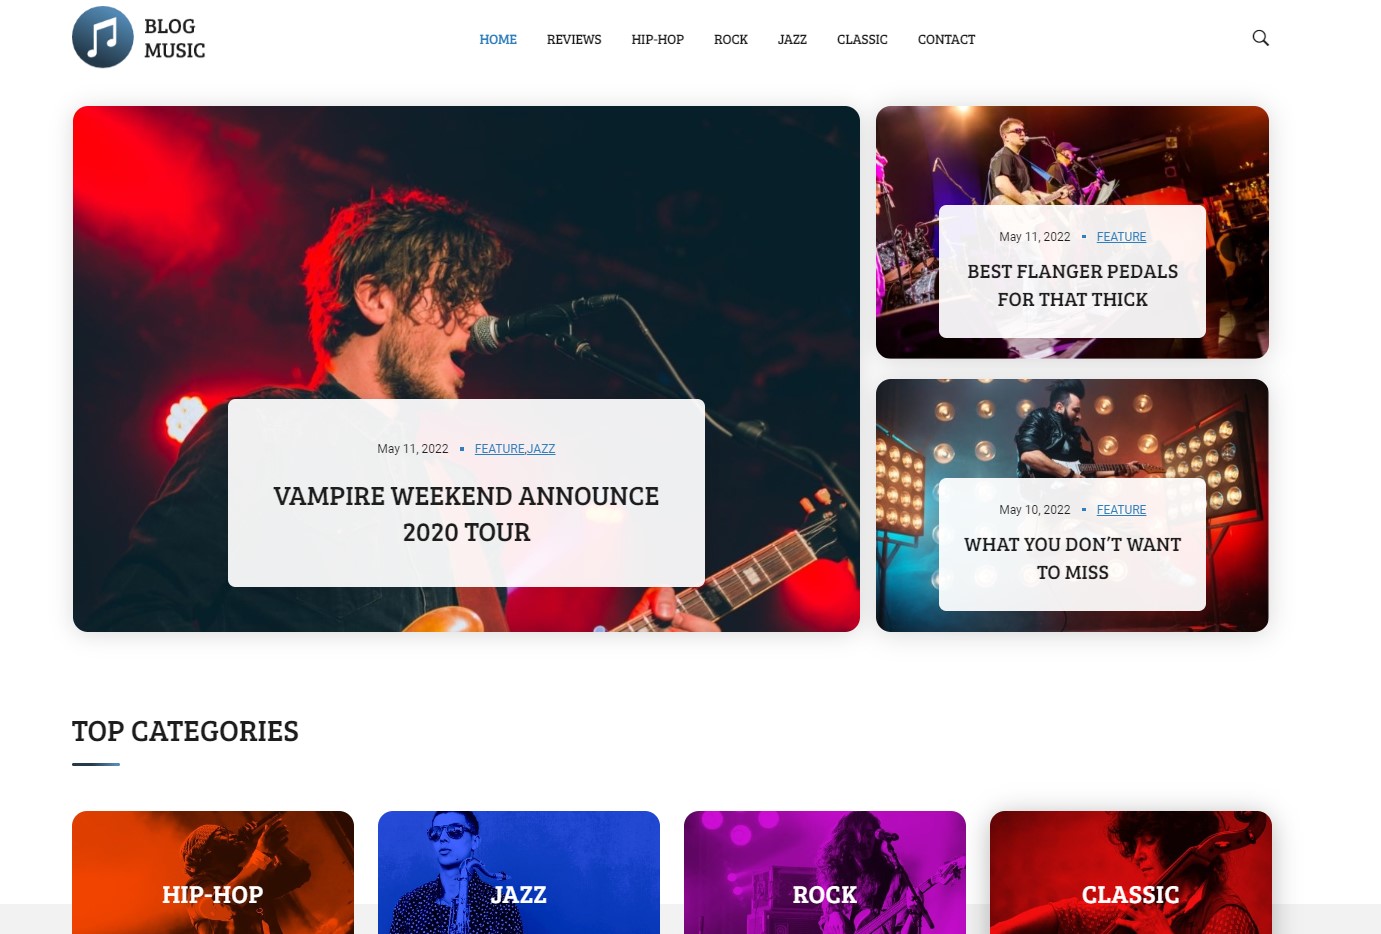 BLOG
MUSIC
HOME REVIEWS HIP-HOP ROCK JAZZ CLASSIC CONTACT
May 11, 2022 FEATURE,JAZZ
VAMPIRE WEEKEND ANNOUNCE
2020 TOUR
May 11, 2022 FEATURE
BEST FLANGER PEDALS
FOR THAT THICK
May 10, 2022 FEATURE
WHAT YOU DON’T WANT
TO MISS
TOP CATEGORIES
HIP-HOP
JAZZ
ROCK
CLASSIC